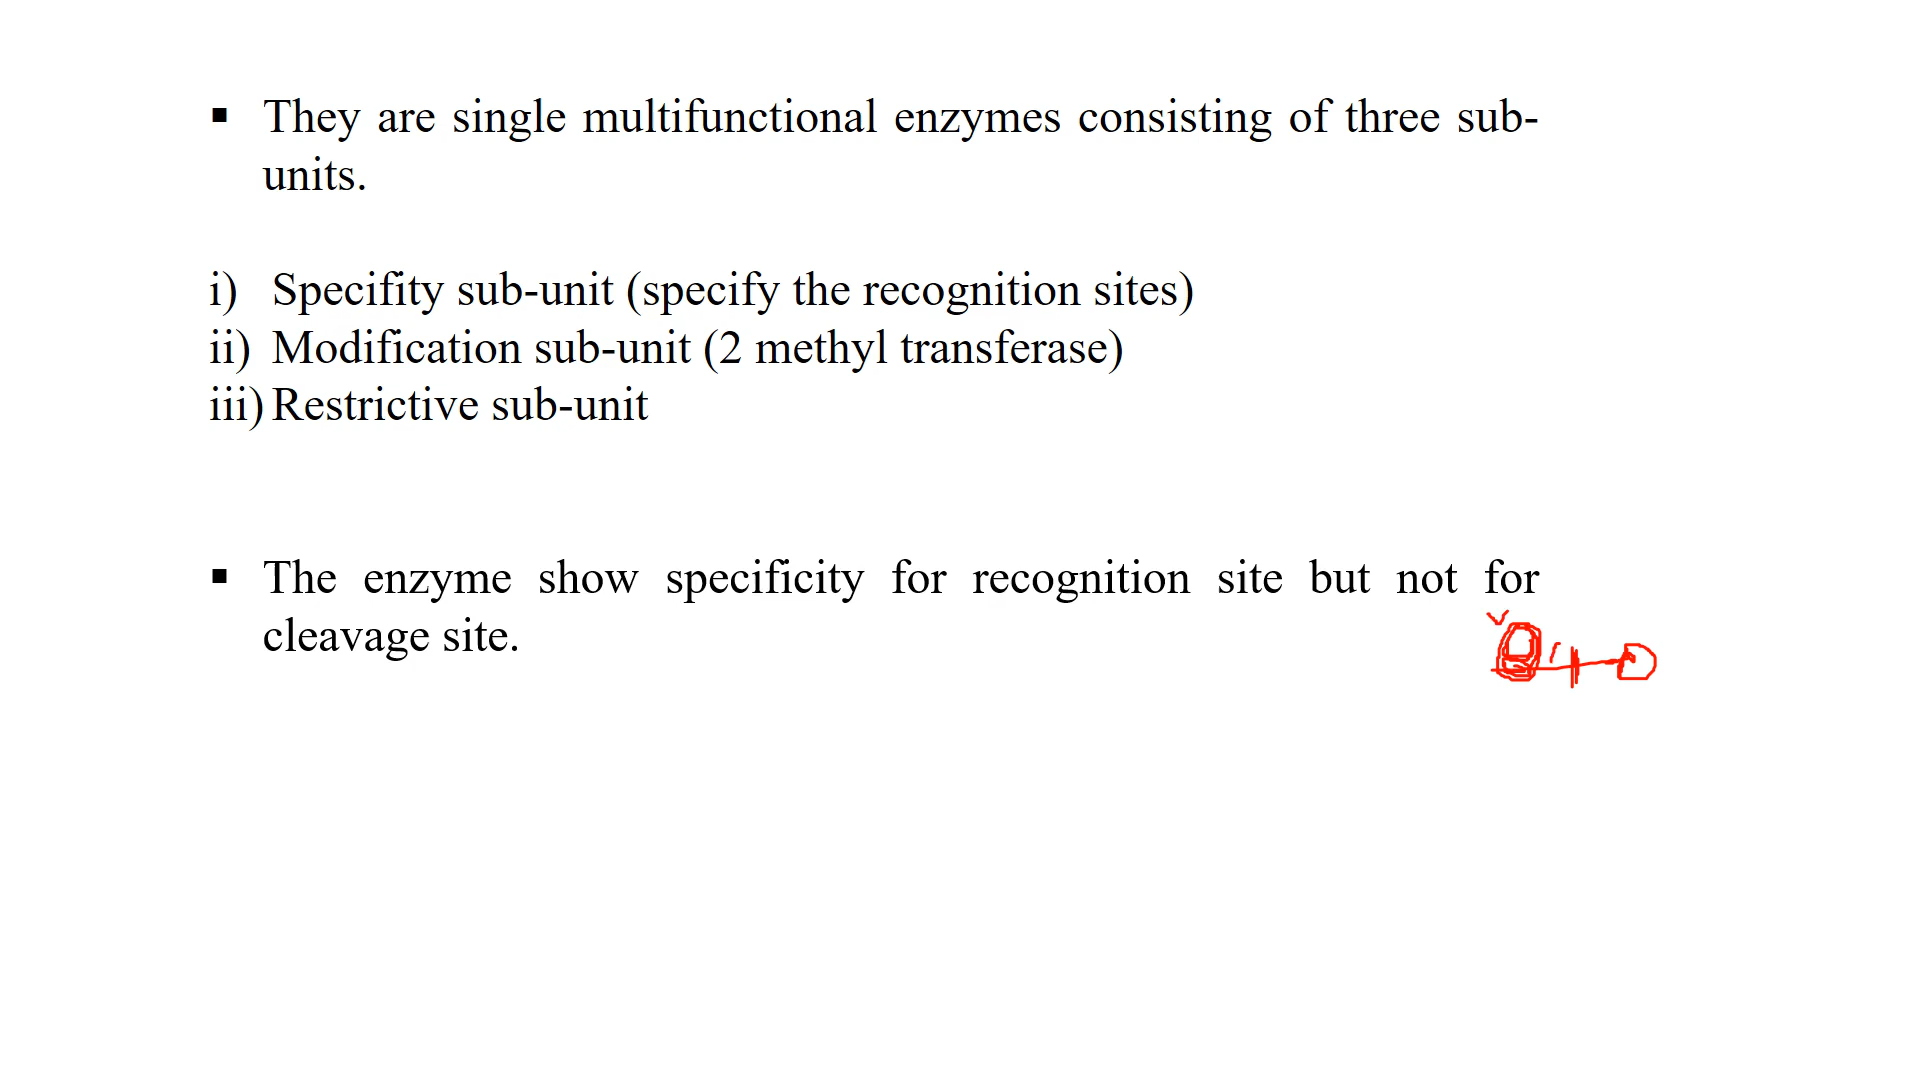 ▪ They are single multifunctional enzymes consisting of three sub-
units.
i) Specifity sub-unit (specify the recognition sites)
ii) Modification sub-unit (2 methyl transferase)
iii) Restrictive sub-unit
▪ The enzyme show specificity for recognition site but not for
cleavage site.